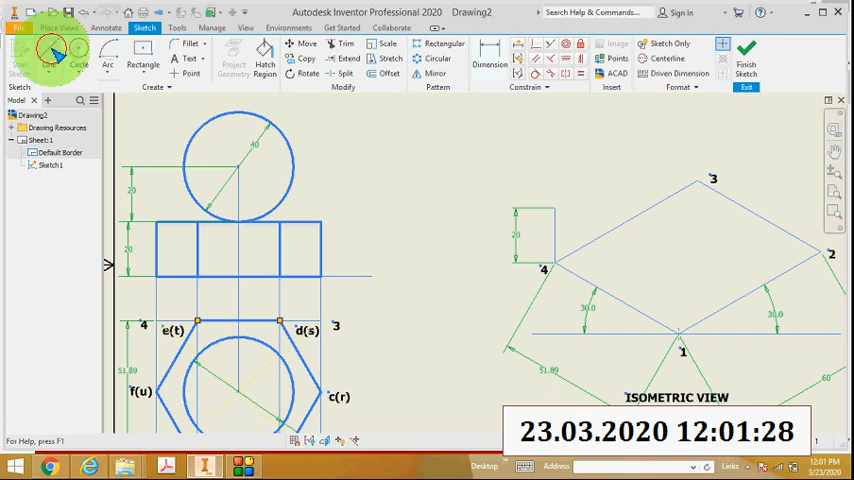 Autodesk Inventor Professional 2020 Drawing2
Search Help & Commands...
Sign In
File Place Views Annotate Sketch Tools Manage View Environments Get Started Collaborate
Start Sketch
Line
Circle
Arc
Rectangle
Fillet
Text
Point
Project Geometry
Hatch Region
Move
Trim
Scale
Copy
Extend
Stretch
Rotate
Split
Offset
Rectangular
Circular
Mirror
Dimension
Image
Points
ACAD
Sketch Only
Centerline
Driven Dimension
Finish Sketch
Sketch
Create
Modify
Pattern
Constrain
Insert
Format
Exit
Model
Drawing2
Drawing Resources
Sheet:1
Default Border
Sketch1
40
20
20
4
e(t)
d(s)
3
51.89
f(u)
c(r)
3
20
4
2
30.0
30.0
1
51.89
60
ISOMETRIC VIEW
23.03.2020 12:01:28
For Help, press F1
1
Desktop
Address
Links
12:01 PM
3/23/2020